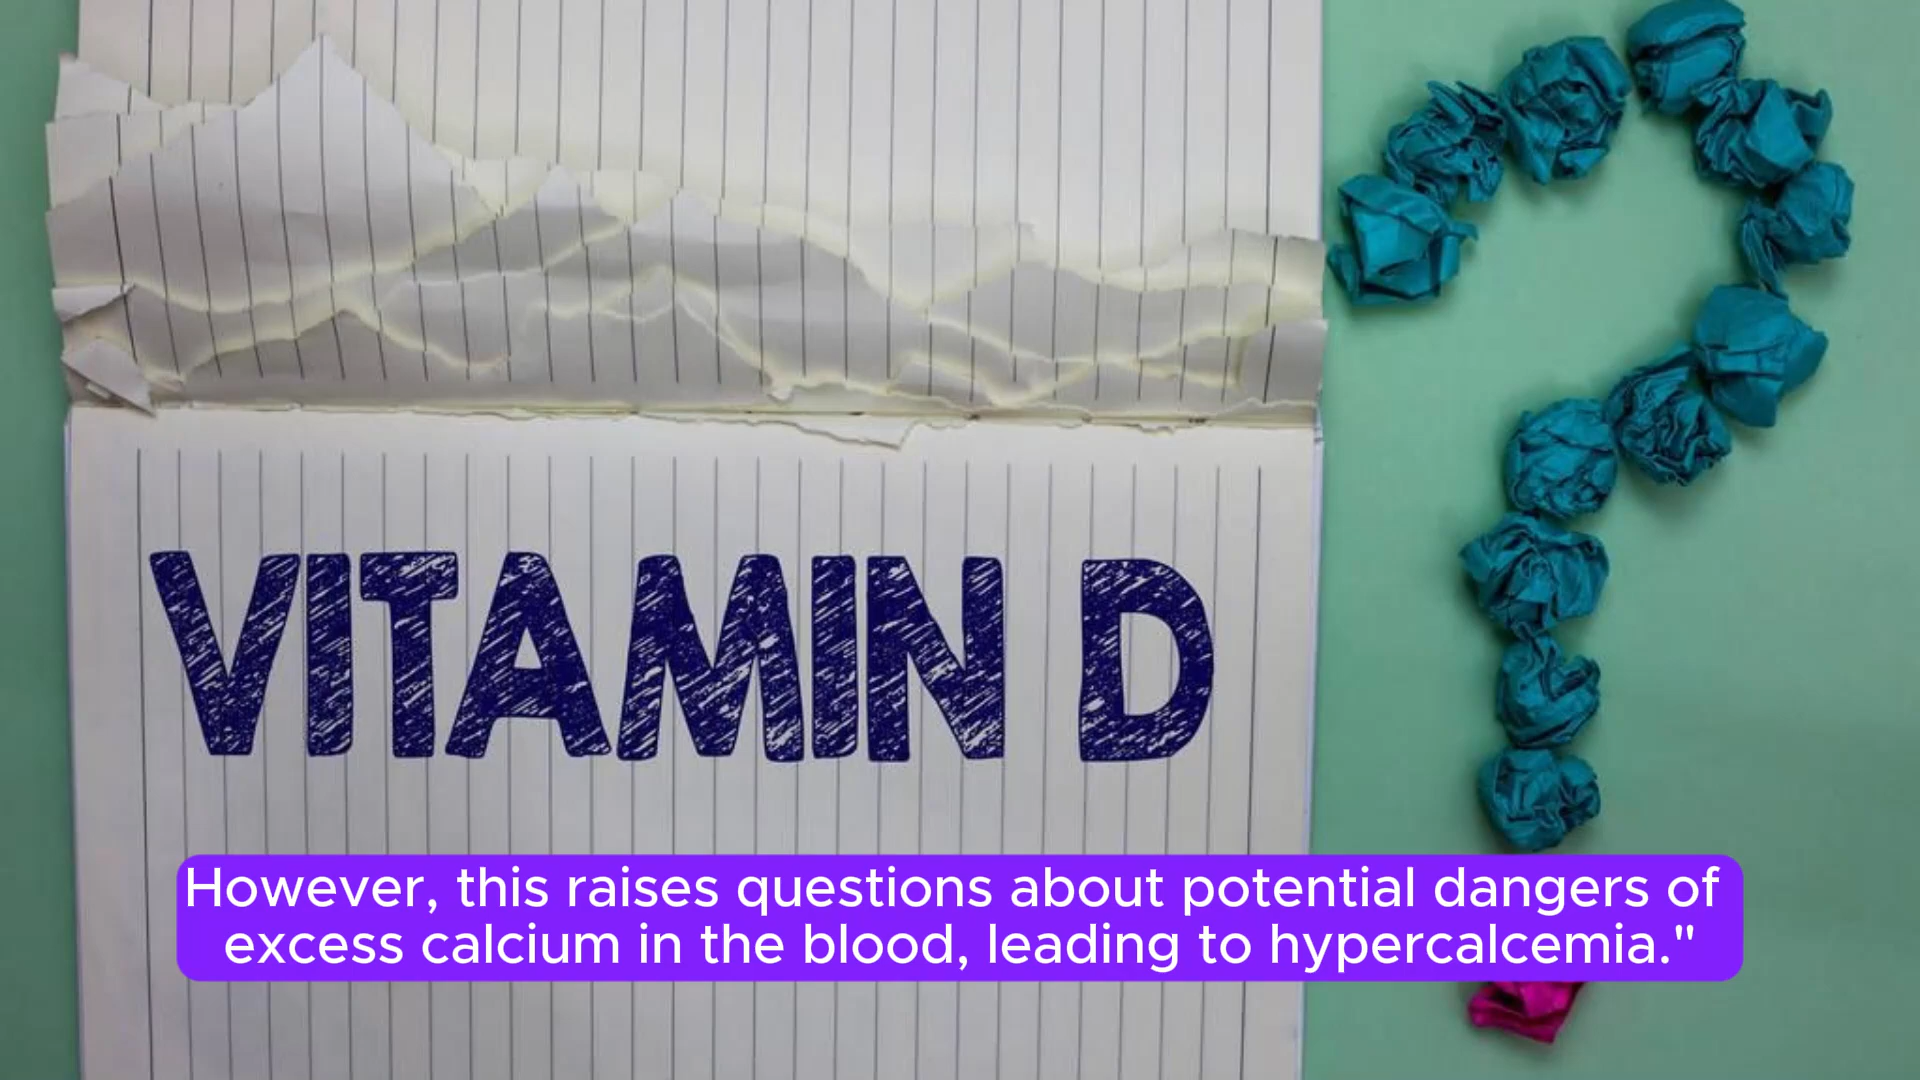 VITAMIN D
However, this raises questions about potential dangers of
excess calcium in the blood, leading to hypercalcemia."